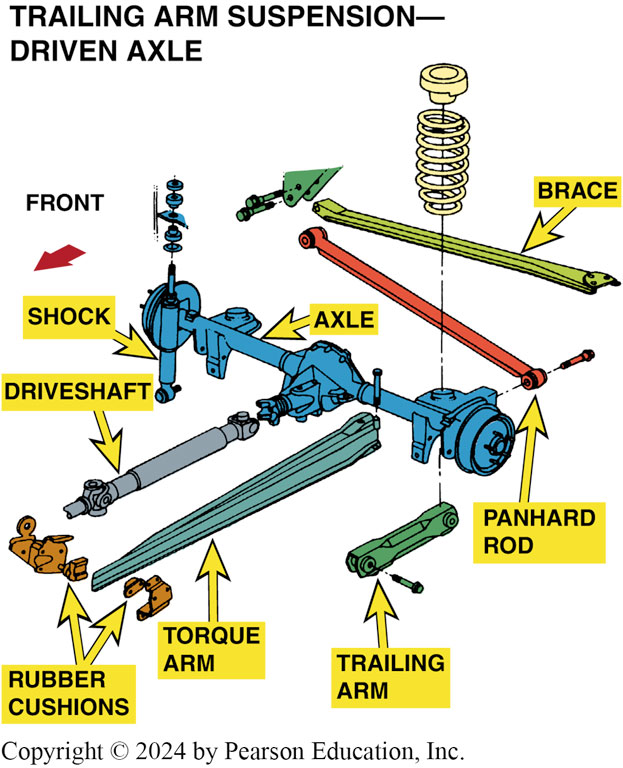 TRAILING ARM SUSPENSION—
DRIVEN AXLE
FRONT
BRACE
SHOCK
AXLE
DRIVESHAFT
PANHARD
ROD
TORQUE
ARM
TRAILING
ARM
RUBBER
CUSHIONS
Copyright © 2024 by Pearson Education, Inc.